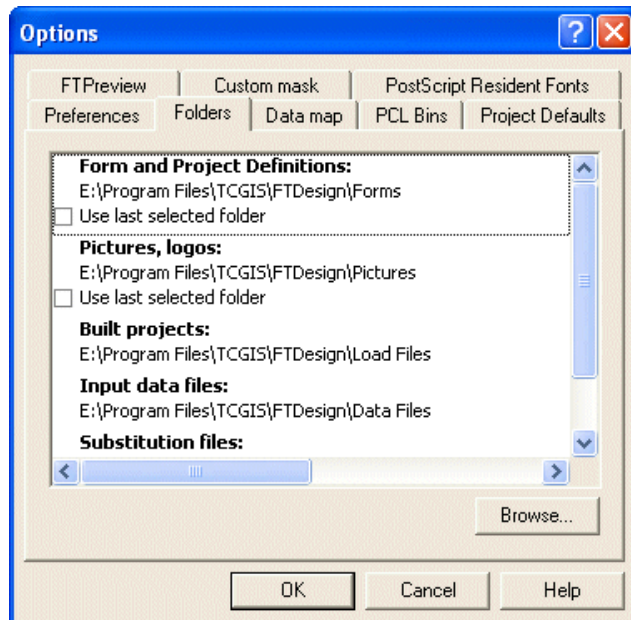 Options
FTPreview Custom mask PostScript Resident Fonts
Preferences Folders Data map PCL Bins Project Defaults
Form and Project Definitions:
E:\Program Files\TCGIS\FTDesign\Forms
Use last selected folder
Pictures, logos:
E:\Program Files\TCGIS\FTDesign\Pictures
Use last selected folder
Built projects:
E:\Program Files\TCGIS\FTDesign\Load Files
Input data files:
E:\Program Files\TCGIS\FTDesign\Data Files
Substitution files:
Browse...
OK Cancel Help